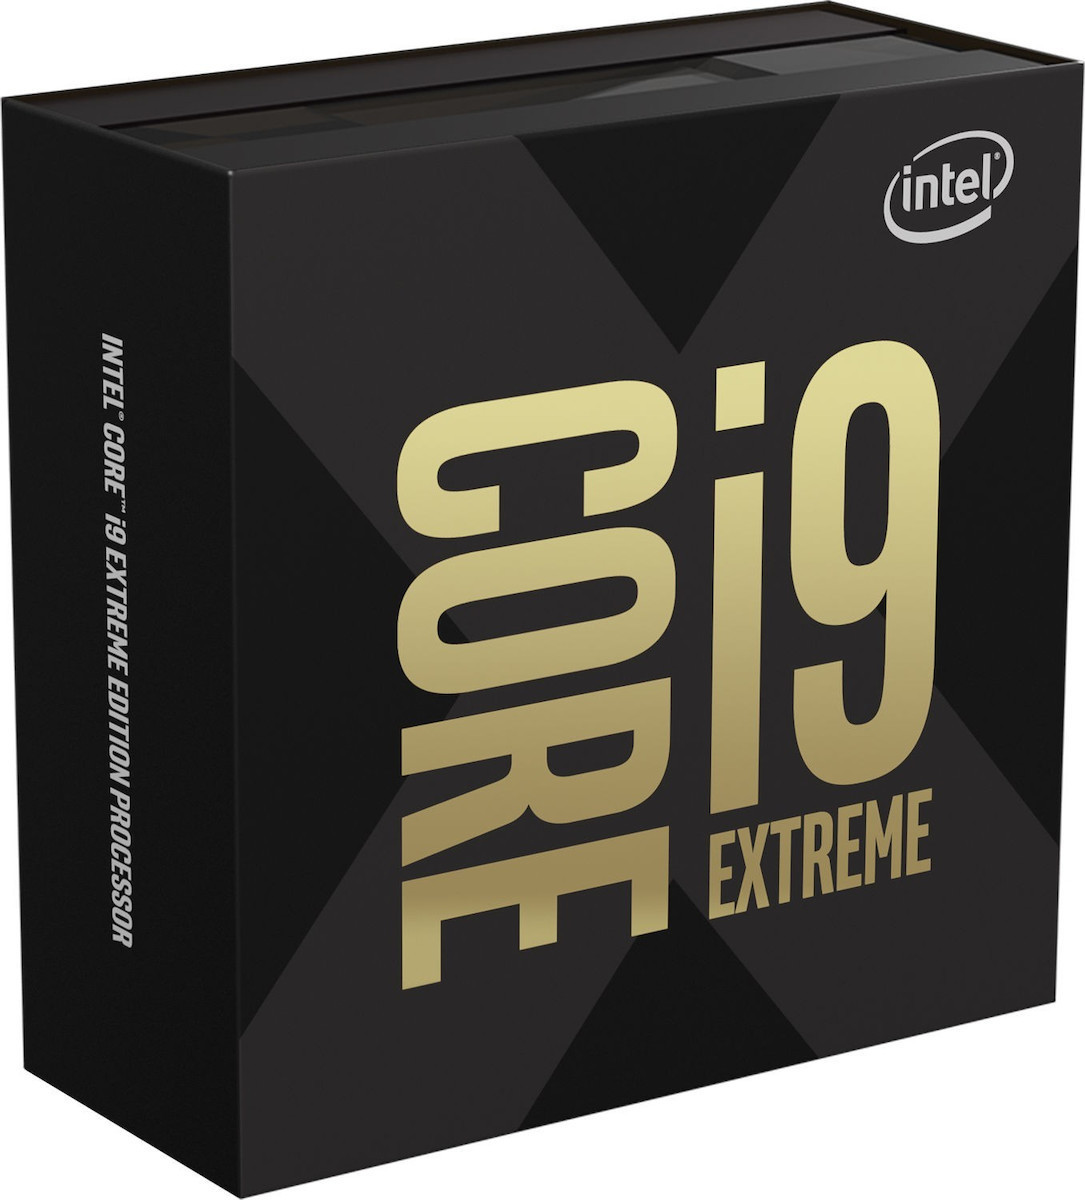 INTEL® CORE™ i9 EXTREME EDITION PROCESSOR
intel®
CORE
i9
EXTREME